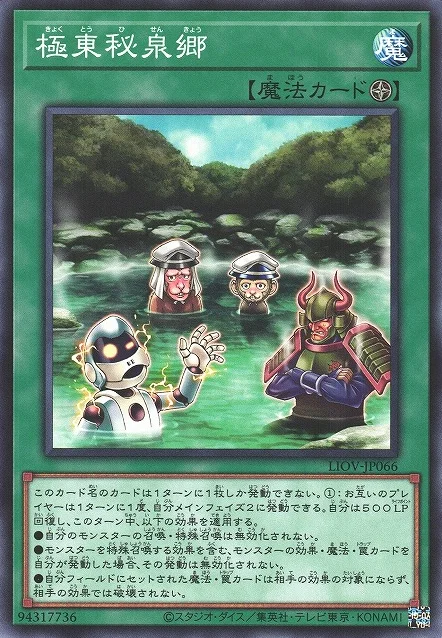 極東秘泉郷
魔
【魔法カード】
LIOV-JP066
このカード名のカードは1ターンに1枚しか発動できない。①:お互いのプレ
イヤーは1ターンに1度、自分メインフェイズ2に発動できる。自分は500LP
回復し、このターン中、以下の効果を適用する。
●自分のモンスターの召喚・特殊召喚は無効化されない。
●モンスターを特殊召喚する効果を含む、モンスターの効果・魔法・罠カードを
自分が発動した場合、その発動は無効化されない。
●自分フィールドにセットされた魔法・罠カードは相手の効果の対象にならず、
相手の効果では破壊されない。
94317736
©スタジオ・ダイス/集英社・テレビ東京・KONAMI